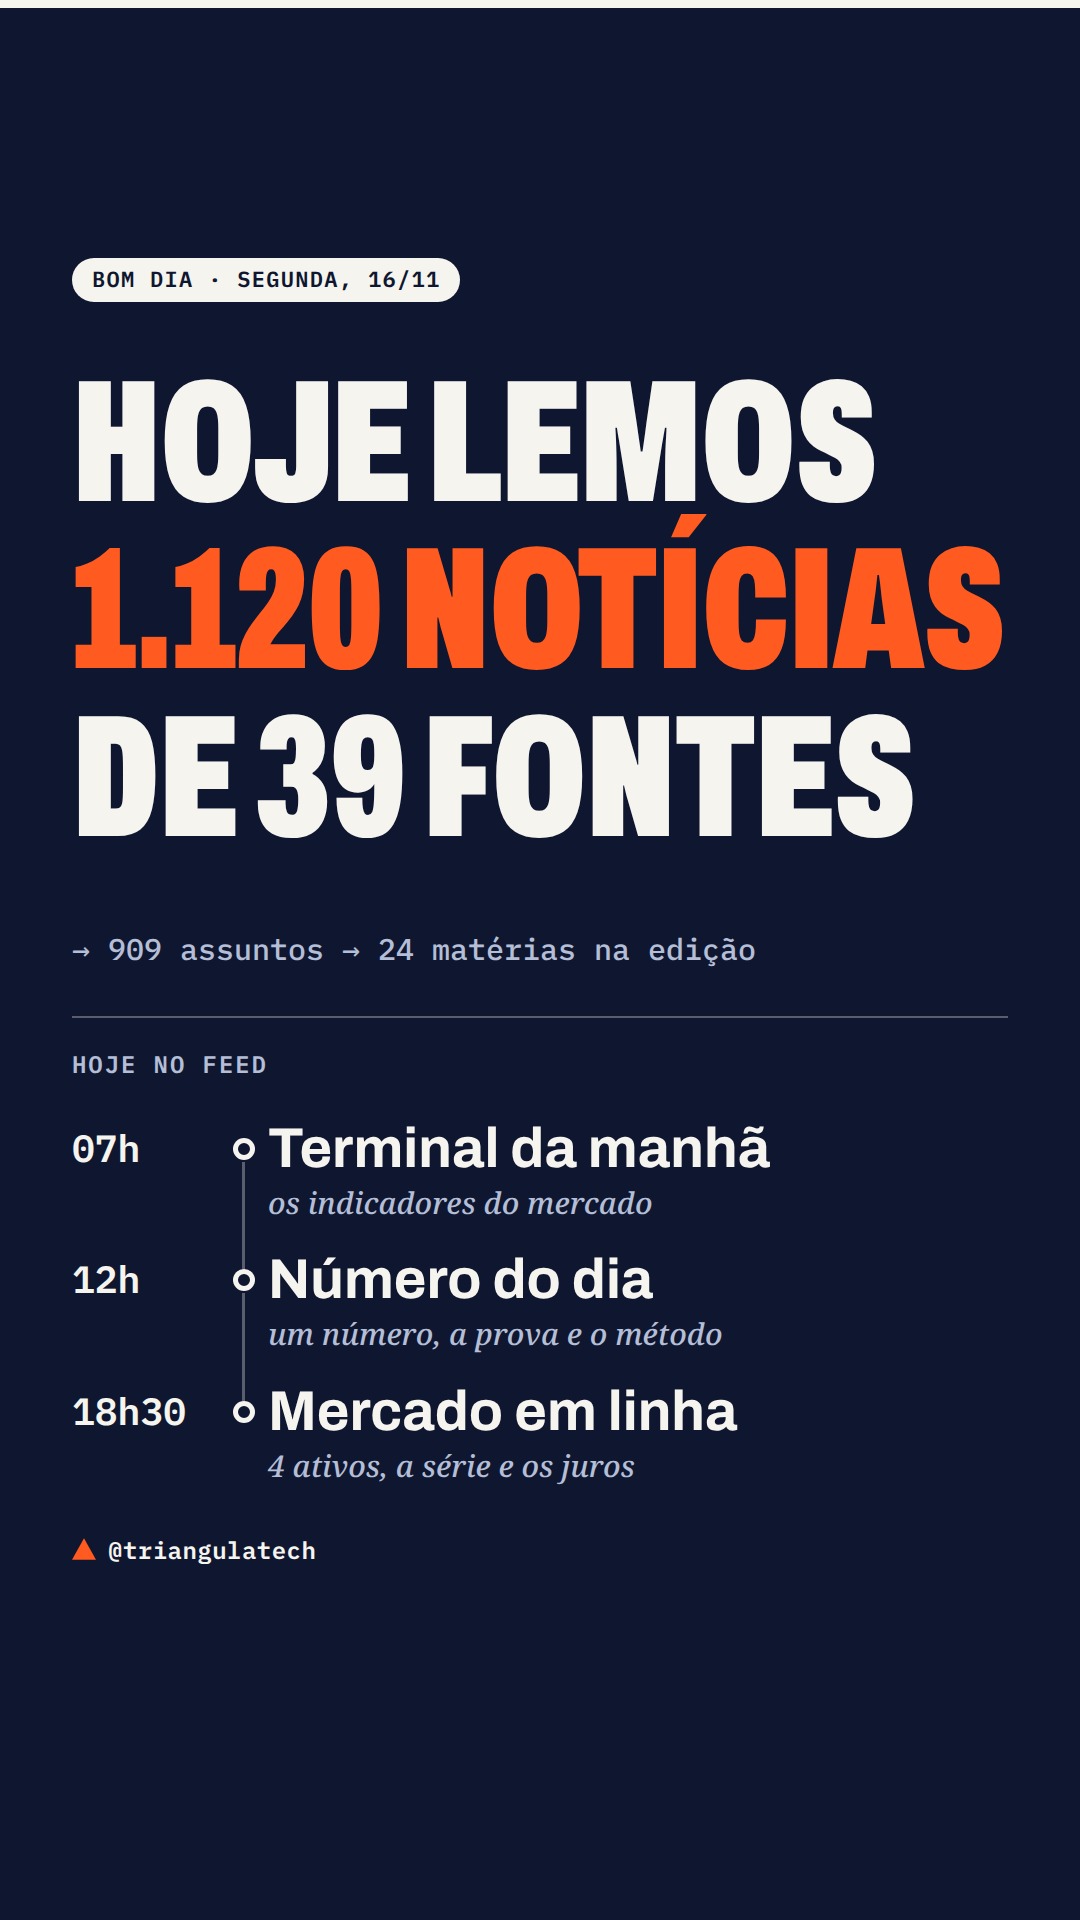 BOM DIA · SEGUNDA, 16/11
HOJE LEMOS
1.120 NOTÍCIAS
DE 39 FONTES
→ 909 assuntos → 24 matérias na edição
HOJE NO FEED
07h Terminal da manhã
os indicadores do mercado
12h Número do dia
um número, a prova e o método
18h30 Mercado em linha
4 ativos, a série e os juros
@triangulatech